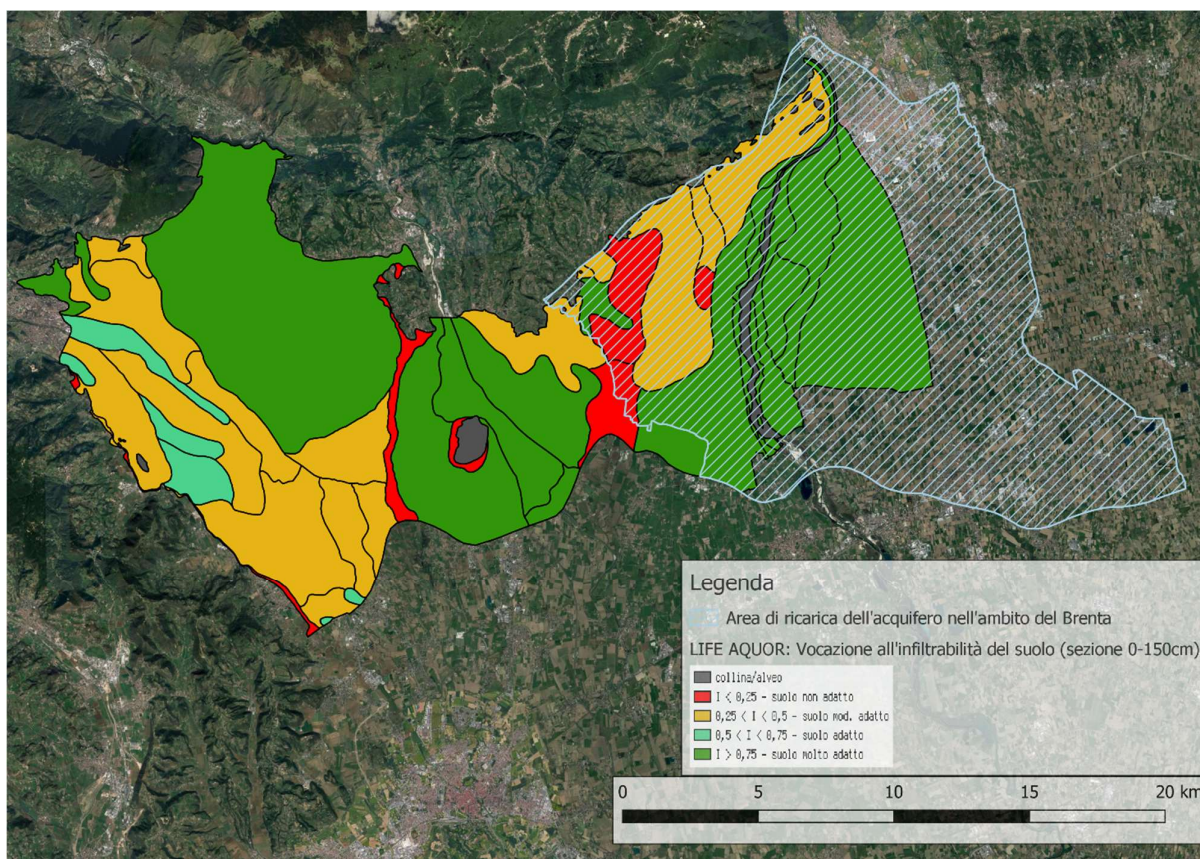 Legenda
Area di ricarica dell'acquifero nell'ambito del Brenta
LIFE AQUOR: Vocazione all'infiltrabilità del suolo (sezione 0-150cm)
collina/alveo
I < 0,25 - suolo non adatto
0,25 < I < 0,5 - suolo mod. adatto
0,5 < I < 0,75 - suolo adatto
I > 0,75 - suolo molto adatto
0 5 10 15 20 km